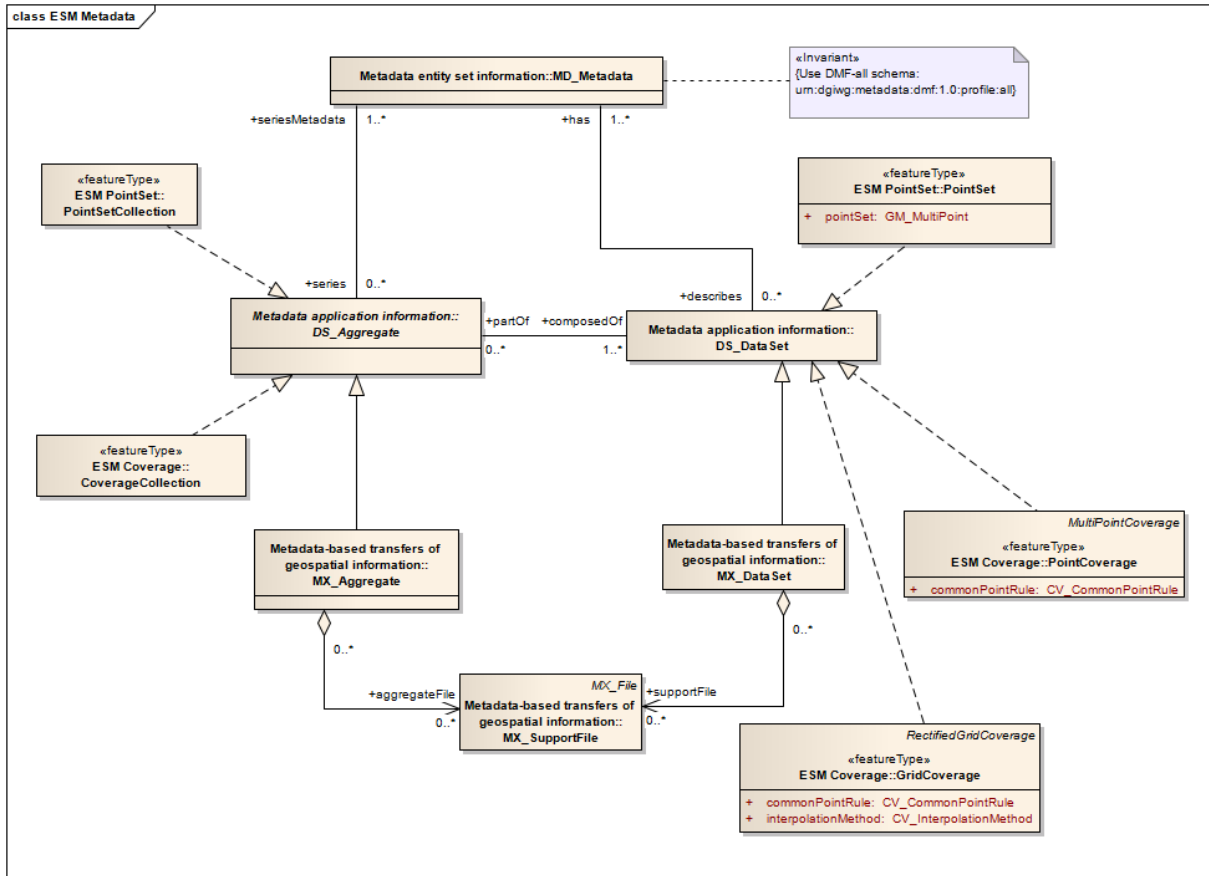 class ESM Metadata
Metadata entity set information::MD_Metadata
«Invariant»
{Use DMF-all schema:
urn:dgiwg:metadata:dmf:1.0:profile:all}
+seriesMetadata
1..*
+has
1..*
«featureType»
ESM PointSet::
PointSetCollection
«featureType»
ESM PointSet::PointSet
+ pointSet: GM_MultiPoint
+series
0..*
+describes
0..*
Metadata application information::
DS_Aggregate
+partOf
+composedOf
0..*
1..*
Metadata application information::
DS_DataSet
«featureType»
ESM Coverage::
CoverageCollection
Metadata-based transfers of
geospatial information::
MX_Aggregate
Metadata-based transfers of
geospatial information::
MX_DataSet
MultiPointCoverage
«featureType»
ESM Coverage::PointCoverage
+ commonPointRule: CV_CommonPointRule
0..*
0..*
+aggregateFile
0..*
MX_File
Metadata-based transfers of
geospatial information::
MX_SupportFile
+supportFile
0..*
RectifiedGridCoverage
«featureType»
ESM Coverage::GridCoverage
+ commonPointRule: CV_CommonPointRule
+ interpolationMethod: CV_InterpolationMethod